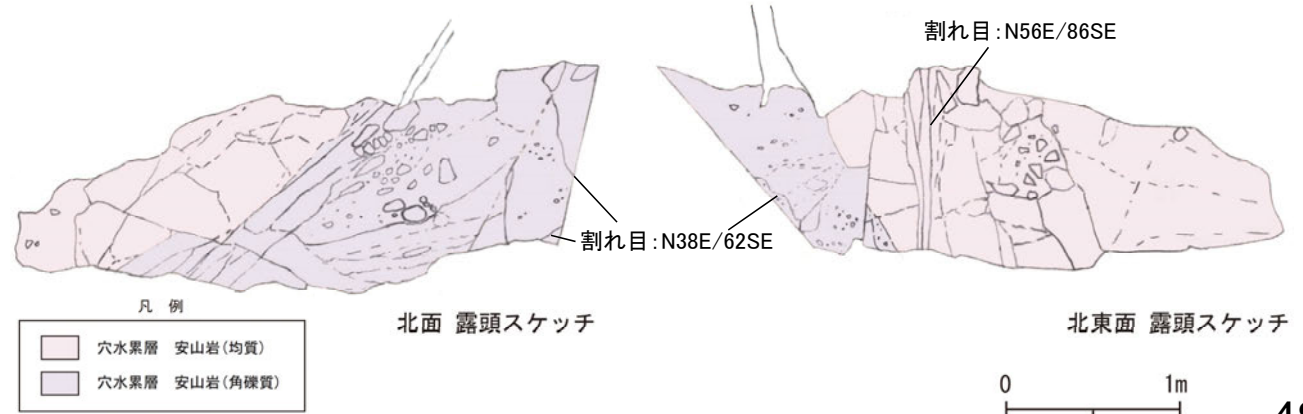 割れ目:N56E/86SE
割れ目:N38E/62SE
凡 例
穴水累層 安山岩(均質)
穴水累層 安山岩(角礫質)
北面 露頭スケッチ
北東面 露頭スケッチ
0 1m